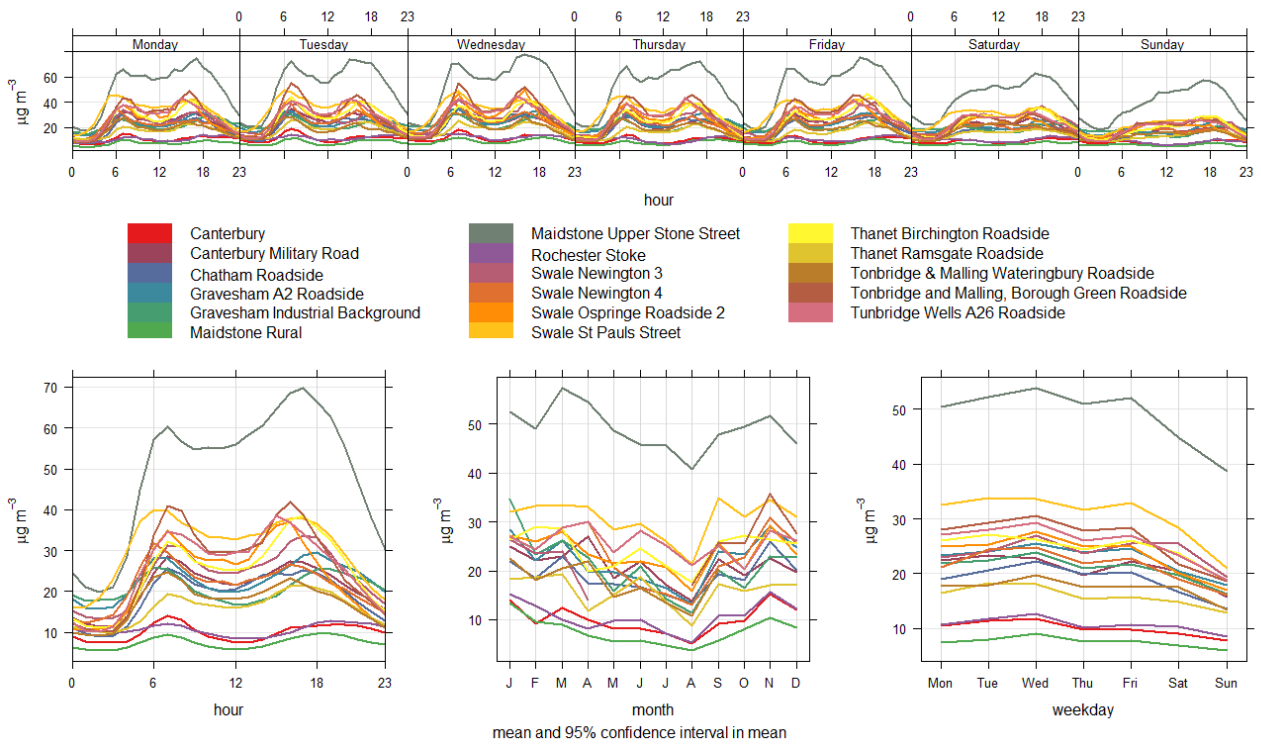 0 6 12 18 23 0 6 12 18 23 0 6 12 18 23
Monday Tuesday Wednesday Thursday Friday Saturday Sunday
µg m⁻³
60
40
20
0 6 12 18 23 0 6 12 18 23 0 6 12 18 23 0 6 12 18 23
hour
Canterbury
Canterbury Military Road
Chatham Roadside
Gravesham A2 Roadside
Gravesham Industrial Background
Maidstone Rural
Maidstone Upper Stone Street
Rochester Stoke
Swale Newington 3
Swale Newington 4
Swale Ospringe Roadside 2
Swale St Pauls Street
Thanet Birchington Roadside
Thanet Ramsgate Roadside
Tonbridge & Malling Wateringbury Roadside
Tonbridge and Malling, Borough Green Roadside
Tunbridge Wells A26 Roadside
µg m⁻³
70
60
50
40
30
20
10
0 6 12 18 23
hour
µg m⁻³
50
40
30
20
10
J F M A M J J A S O N D
month
µg m⁻³
50
40
30
20
10
Mon Tue Wed Thu Fri Sat Sun
weekday
mean and 95% confidence interval in mean